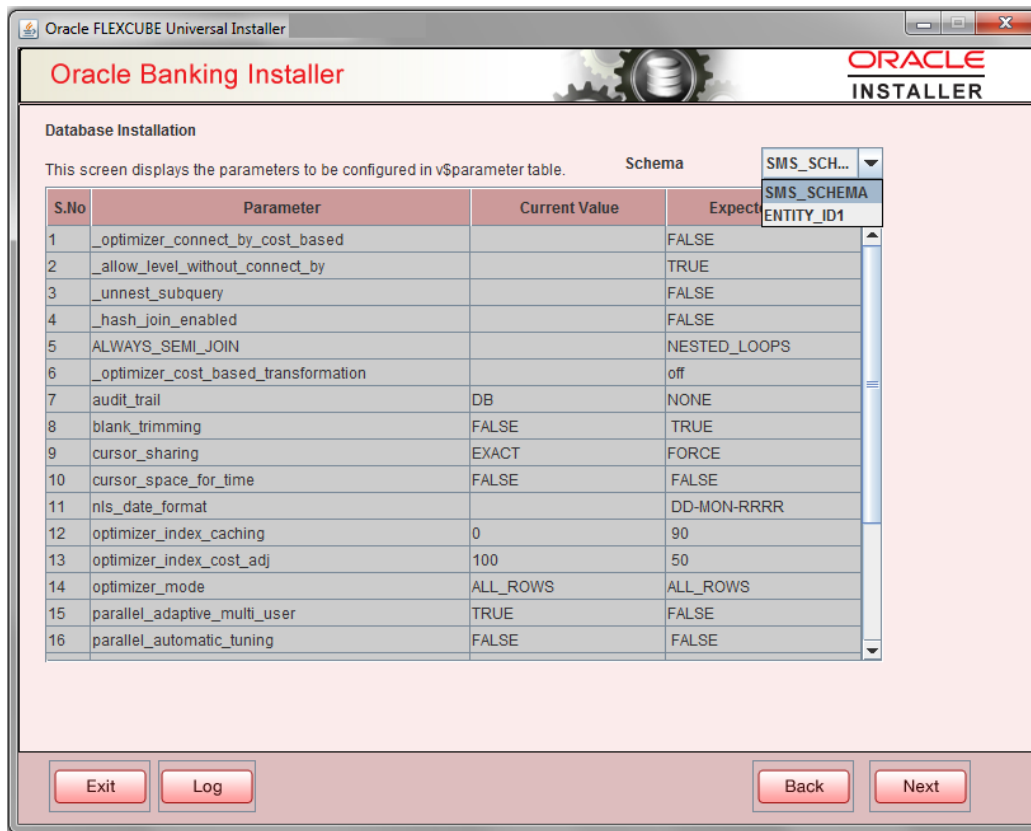 Oracle FLEXCUBE Universal Installer
Oracle Banking Installer
ORACLE
INSTALLER
Database Installation
This screen displays the parameters to be configured in v$parameter table. Schema SMS_SCH...
SMS_SCHEMA
ENTITY_ID1
S.No Parameter Current Value Expecte
1 _optimizer_connect_by_cost_based FALSE
2 _allow_level_without_connect_by TRUE
3 _unnest_subquery FALSE
4 _hash_join_enabled FALSE
5 ALWAYS_SEMI_JOIN NESTED_LOOPS
6 _optimizer_cost_based_transformation off
7 audit_trail DB NONE
8 blank_trimming FALSE TRUE
9 cursor_sharing EXACT FORCE
10 cursor_space_for_time FALSE FALSE
11 nls_date_format DD-MON-RRRR
12 optimizer_index_caching 0 90
13 optimizer_index_cost_adj 100 50
14 optimizer_mode ALL_ROWS ALL_ROWS
15 parallel_adaptive_multi_user TRUE FALSE
16 parallel_automatic_tuning FALSE FALSE
Exit Log Back Next